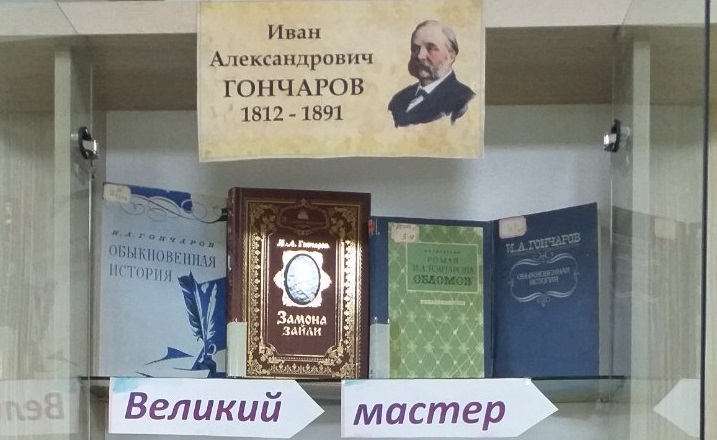 Иван
Александрович
ГОНЧАРОВ
1812 - 1891
И. А. ГОНЧАРОВ
ОБЫКНОВЕННАЯ
ИСТОРИЯ
И.А. Гончаров
Замона
зайли
РОМАН
И.А.ГОНЧАРОВА
ОБЛОМОВ
И.А. ГОНЧАРОВ
ОБЫКНОВЕННАЯ
ИСТОРИЯ
Великий
мастер